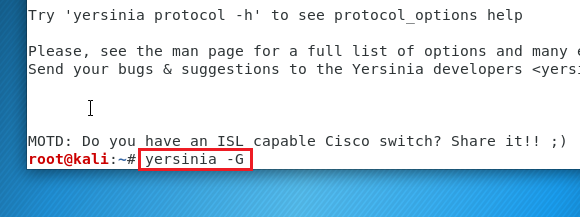 Try 'yersinia protocol -h' to see protocol_options help
Please, see the man page for a full list of options and many
Send your bugs & suggestions to the Yersinia developers
MOTD: Do you have an ISL capable Cisco switch? Share it!! ;)
root@kali:~# yersinia -G